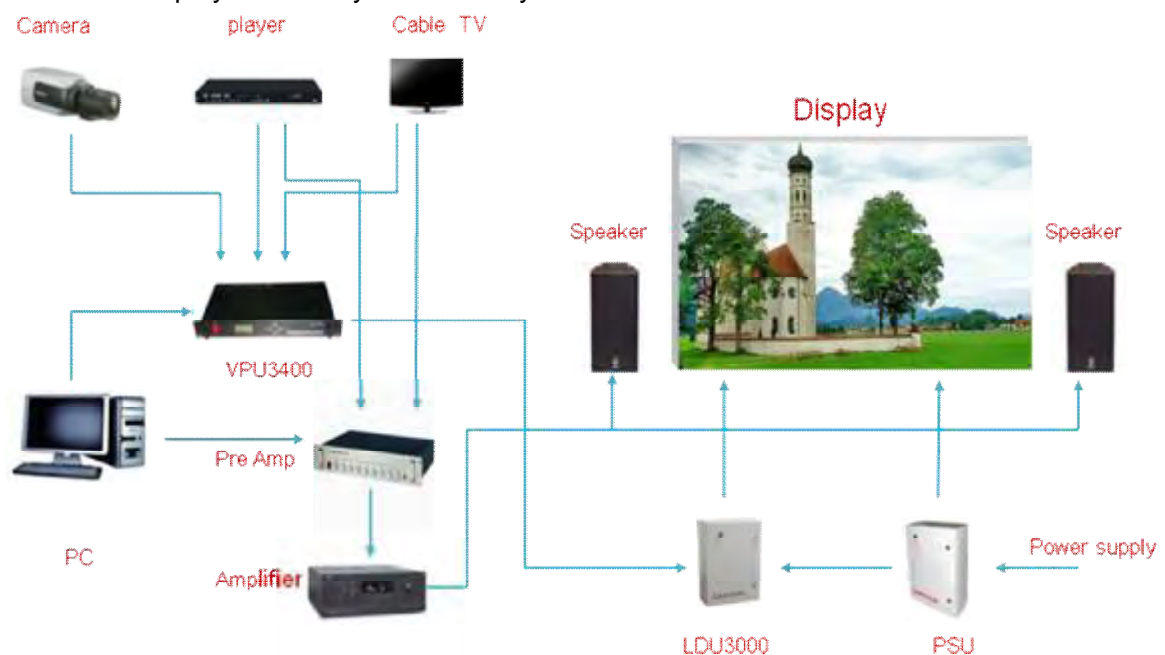 Camera
player
Cable TV
Display
Speaker
Speaker
VPU3400
Pre Amp
PC
Amplifier
Power supply
LDU3000
PSU